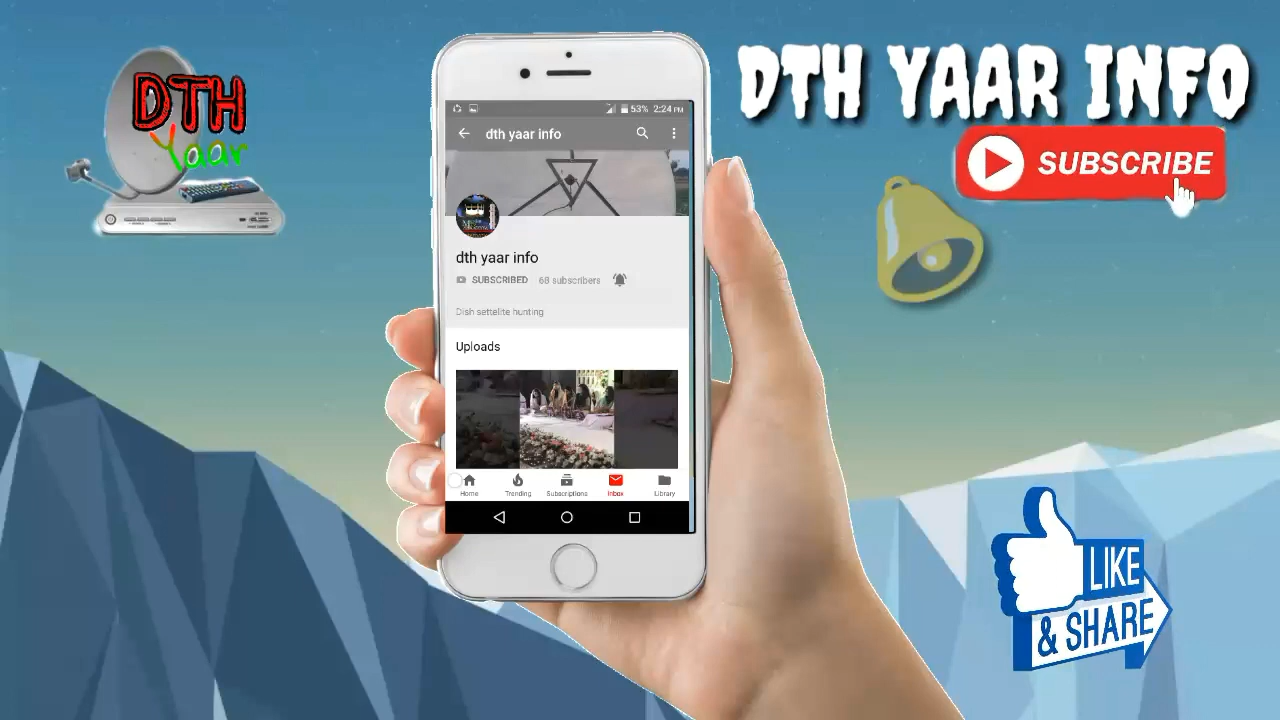 DTH
Yaar
DTH YAAR INFO
SUBSCRIBE
53% 2:24 PM
dth yaar info
dth yaar info
SUBSCRIBED 68 subscribers
Dish settelite hunting
Uploads
Home Trending Subscriptions Inbox Library
LIKE
& SHARE